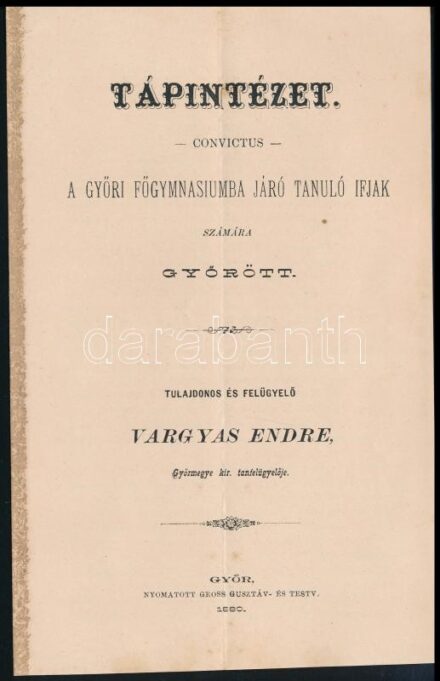 TÁPINTÉZET.
— CONVICTUS —
A GYŐRI FŐGYMNASIUMBA JÁRÓ TANULÓ IFJAK
SZÁMÁRA
GYŐRÖTT.
darabanth
TULAJDONOS ÉS FELÜGYELŐ
VARGYAS ENDRE,
Győrmegye kir. tanfelügyelője.
GYŐR,
NYOMATOTT GROSS GUSZTÁV- ÉS TESTV.
1880.